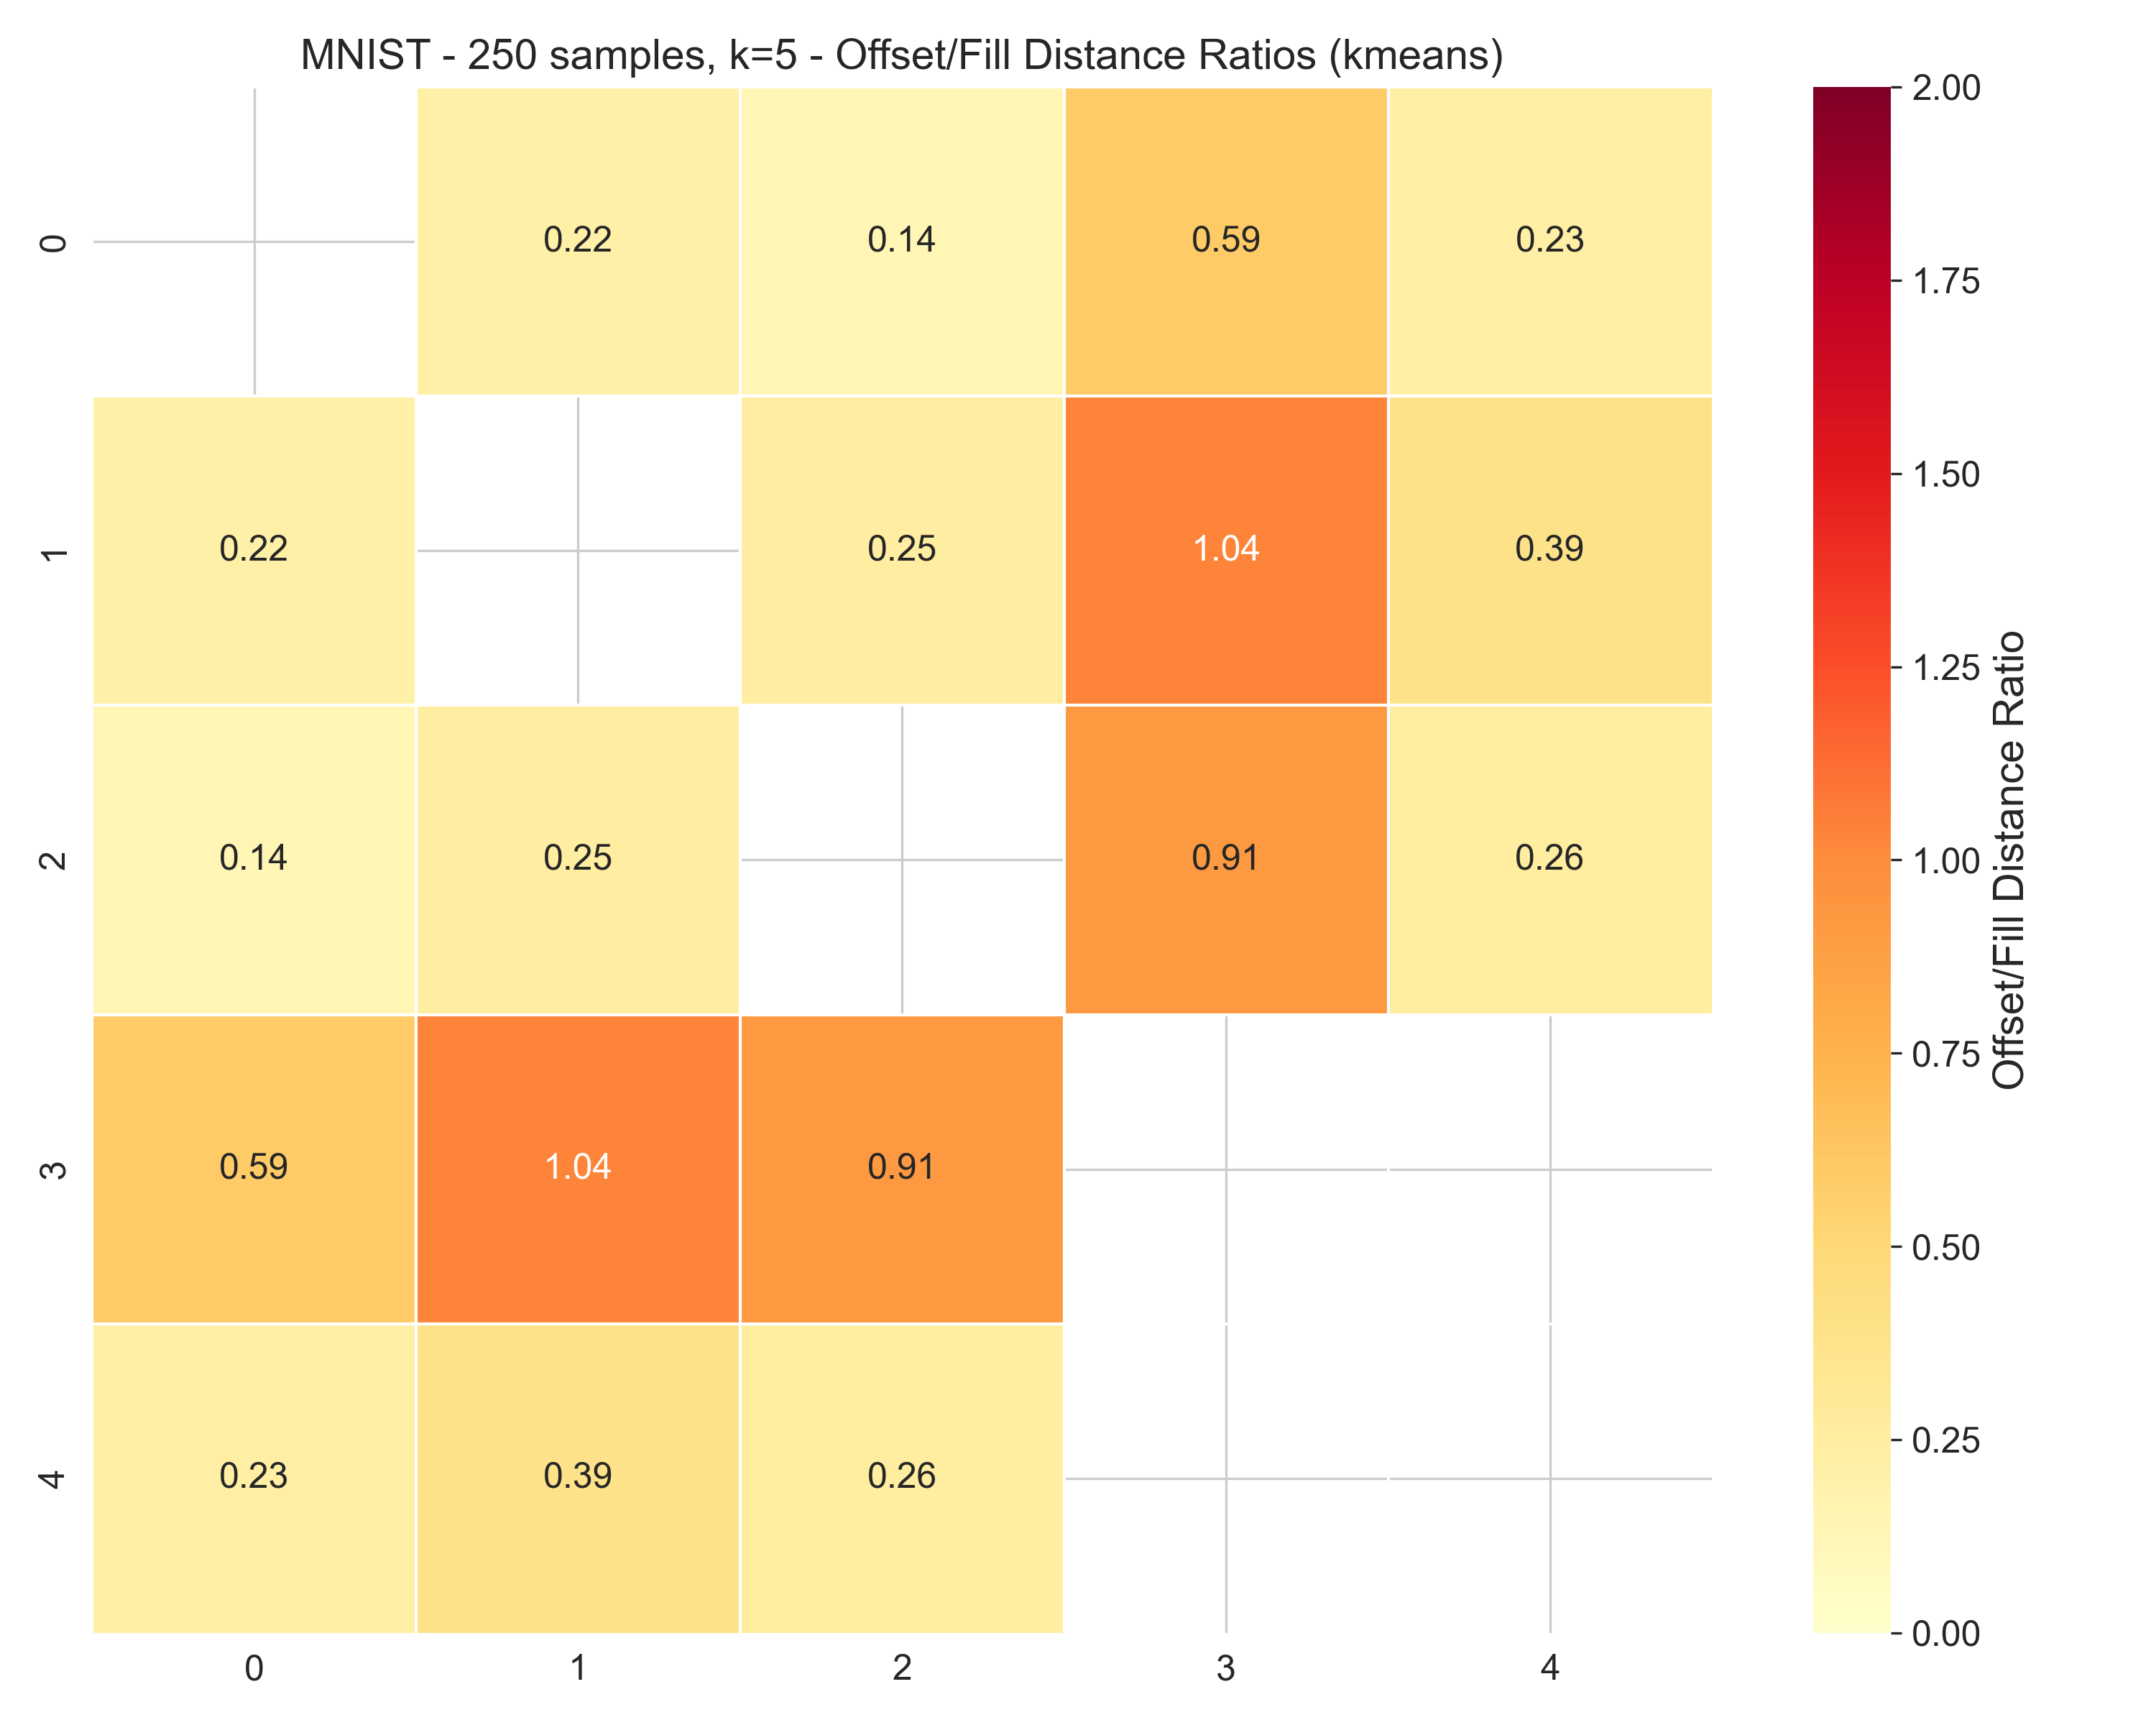 MNIST - 250 samples, k=5 - Offset/Fill Distance Ratios (kmeans)
0 0.22 0.14 0.59 0.23
1 0.22 0.25 1.04 0.39
2 0.14 0.25 0.91 0.26
3 0.59 1.04 0.91
4 0.23 0.39 0.26
0 1 2 3 4
2.00
1.75
1.50
1.25
1.00
0.75
0.50
0.25
0.00
Offset/Fill Distance Ratio